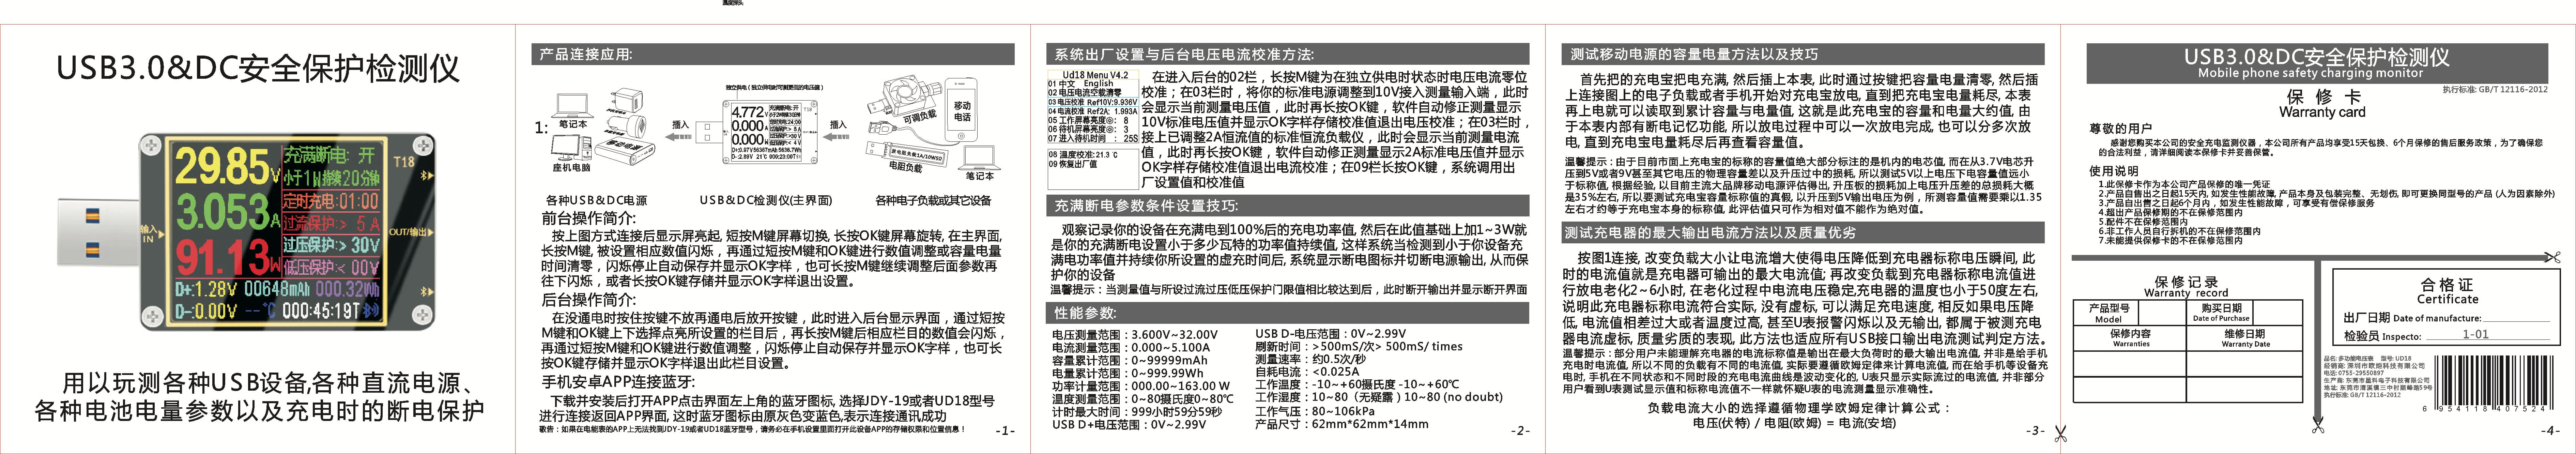 USB3.0&DC安全保护检测仪
29.85V
3.053A
91.13W
充满断电: 开
小于1W持续20分钟
定时充电:01:00
过流保护:> 5 A
过压保护:> 30V
低压保护:< 00V
D+:1.28V 00648mAh 000.32Wh
D-:0.00V --℃ 000:45:19T
T18
输入
IN
OUT/输出
用以玩测各种USB设备,各种直流电源、
各种电池电量参数以及充电时的断电保护
产品连接应用:
1:
笔记本
座机电脑
移动电源
插入
独立供电(独立供电时可测更低的电压值)
4.772V
0.000A
0.000W
T18
插入
可调负载
移动
电话
电阻负载
笔记本
各种USB&DC电源
USB&DC检测仪(主界面)
各种电子负载或其它设备
前台操作简介:
按上图方式连接后显示屏亮起, 短按M键屏幕切换, 长按OK键屏幕旋转, 在主界面,
长按M键, 被设置相应数值闪烁，再通过短按M键和OK键进行数值调整或容量电量
时间清零，闪烁停止自动保存并显示OK字样，也可长按M键继续调整后面参数再
往下闪烁，或者长按OK键存储并显示OK字样退出设置。
后台操作简介:
在没通电时按住按键不放再通电后放开按键，此时进入后台显示界面，通过短按
M键和OK键上下选择点亮所设置的栏目后，再长按M键后相应栏目的数值会闪烁，
再通过短按M键和OK键进行数值调整，闪烁停止自动保存并显示OK字样，也可长
按OK键存储并显示OK字样退出此栏目设置。
手机安卓APP连接蓝牙:
下载并安装后打开APP点击界面左上角的蓝牙图标, 选择JDY-19或者UD18型号
进行连接返回APP界面, 这时蓝牙图标由原灰色变蓝色,表示连接通讯成功
敬告：如果在电能表的APP上无法找到JDY-19或者UD18蓝牙型号，请务必在手机设置里面打开此设备APP的存储权限和位置信息！
-1-
系统出厂设置与后台电压电流校准方法:
Ud18 Menu V4.2
01 中文 English
02 电压电流空载清零
03 电压校准 Ref10V:9.936V
04 电流校准 Ref2A: 1.993A
05 工作屏幕亮度◎: 8
06 待机屏幕亮度◎: 3
07 进入待机时间 : 25S
08 温度校准:21.3℃
09 恢复出厂值
在进入后台的02栏，长按M键为在独立供电时状态时电压电流零位
校准；在03栏时，将你的标准电源调整到10V接入测量输入端，此时
会显示当前测量电压值，此时再长按OK键，软件自动修正测量显示
10V标准电压值并显示OK字样存储校准值退出电压校准；在03栏时，
接上已调整2A恒流值的标准恒流负载仪，此时会显示当前测量电流
值，此时再长按OK键，软件自动修正测量显示2A标准电压值并显示
OK字样存储校准值退出电流校准；在09栏长按OK键，系统调用出
厂设置值和校准值
充满断电参数条件设置技巧:
观察记录你的设备在充满电到100%后的充电功率值, 然后在此值基础上加1~3W就
是你的充满断电设置小于多少瓦特的功率值持续值, 这样系统当检测到小于你设备充
满电功率值并持续你所设置的虚充时间后, 系统显示断电图标并切断电源输出, 从而保
护你的设备
温馨提示：当测量值与所设过流过压低压保护门限值相比较达到后，此时断开输出并显示断开界面
性能参数:
电压测量范围：3.600V~32.00V
电流测量范围：0.000~5.100A
容量累计范围：0~99999mAh
电量累计范围：0~999.99Wh
功率计量范围：000.00~163.00 W
温度测量范围：0~80摄氏度0~80℃
计时最大时间：999小时59分59秒
USB D+电压范围：0V~2.99V
USB D-电压范围：0V~2.99V
刷新时间：>500mS/次> 500mS/ times
测量速率：约0.5次/秒
自耗电流：<0.025A
工作温度：-10~+60摄氏度 -10~+60℃
工作湿度：10~80（无疑露）10~80 (no doubt)
工作气压：80~106kPa
产品尺寸：62mm*62mm*14mm
-2-
测试移动电源的容量电量方法以及技巧
首先把的充电宝把电充满, 然后插上本表, 此时通过按键把容量电量清零, 然后插
上连接图上的电子负载或者手机开始对充电宝放电, 直到把充电宝电量耗尽, 本表
再上电就可以读取到累计容量与电量值, 这就是此充电宝的容量和电量大约值, 由
于本表内部有断电记忆功能, 所以放电过程中可以一次放电完成, 也可以分多次放
电, 直到充电宝电量耗尽后再查看容量值。
温馨提示：由于目前市面上充电宝的标称的容量值绝大部分标注的是机内的电芯值, 而在从3.7V电芯升
压到5V或者9V甚至其它电压的物理容量差以及升压过中的损耗, 所以测试5V以上电压下电容量值远小
于标称值, 根据经验, 以目前主流大品牌移动电源评估得出, 升压板的损耗加上电压升压差的总损耗大概
是35%左右, 所以要测试充电宝容量标称值的真假, 以升压到5V输出电压为例，所测容量值需要乘以1.35
左右才约等于充电宝本身的标称值, 此评估值只可作为相对值不能作为绝对值。
测试充电器的最大输出电流方法以及质量优劣
按图1连接, 改变负载大小让电流增大使得电压降低到充电器标称电压瞬间, 此
时的电流值就是充电器可输出的最大电流值; 再改变负载到充电器标称电流值进
行放电老化2~6小时, 在老化过程中电流电压稳定,充电器的温度也小于50度左右,
说明此充电器标称电流符合实际, 没有虚标, 可以满足充电速度, 相反如果电压降
低, 电流值相差过大或者温度过高, 甚至U表报警闪烁以及无输出, 都属于被测充电
器电流虚标, 质量劣质的表现, 此方法也适应所有USB接口输出电流测试判定方法。
温馨提示：部分用户未能理解充电器的电流标称值是输出在最大负荷时的最大输出电流值, 并非是给手机
充电时电流值, 所以不同的负载有不同的电流值, 实际要遵循欧姆定律来计算电流值, 而在给手机等设备充
电时, 手机在不同状态和不同时段的充电电流曲线是波动变化的, U表只显示实际流过的电流值, 并非部分
用户看到U表测试显示值和标称电流值不一样就怀疑U表的电流测量显示准确性。
负载电流大小的选择遵循物理学欧姆定律计算公式：
电压(伏特) / 电阻(欧姆) = 电流(安培)
-3-
USB3.0&DC安全保护检测仪
Mobile phone safety charging monitor
保 修 卡
Warranty card
执行标准: GB/T 12116-2012
尊敬的用户
感谢您购买本公司的安全充电监测仪器，本公司所有产品均享受15天包换、6个月保修的售后服务政策，为了确保您
的合法利益，请详细阅读本保修卡并妥善保管。
使用说明
1.此保修卡作为本公司产品保修的唯一凭证
2.产品自售出之日起15天内, 如发生性能故障, 产品本身及包装完整、无划伤, 即可更换同型号的产品 (人为因素除外)
3.产品自出售之日起6个月内，如发生性能故障，可享受有偿保修服务
4.超出产品保修期的不在保修范围内
5.配件不在保修范围内
6.非工作人员自行拆机的不在保修范围内
7.未能提供保修卡的不在保修范围内
保 修 记 录
Warranty record
产品型号
Model
购买日期
Date of Purchase
保修内容
Warranties
维修日期
Warranty Date
合 格 证
Certificate
出厂日期 Date of manufacture:
检验员 Inspecto: 1-01
品名: 多功能电压表 型号: UD18
经销商: 深圳市欧烜科技有限公司
电话: 0755-29550897
生产商: 东莞市蓝科电子科技有限公司
地址: 东莞市清溪镇三中村顺峰路59号
执行标准: GB/T 12116-2012
6 954118 407524
-4-